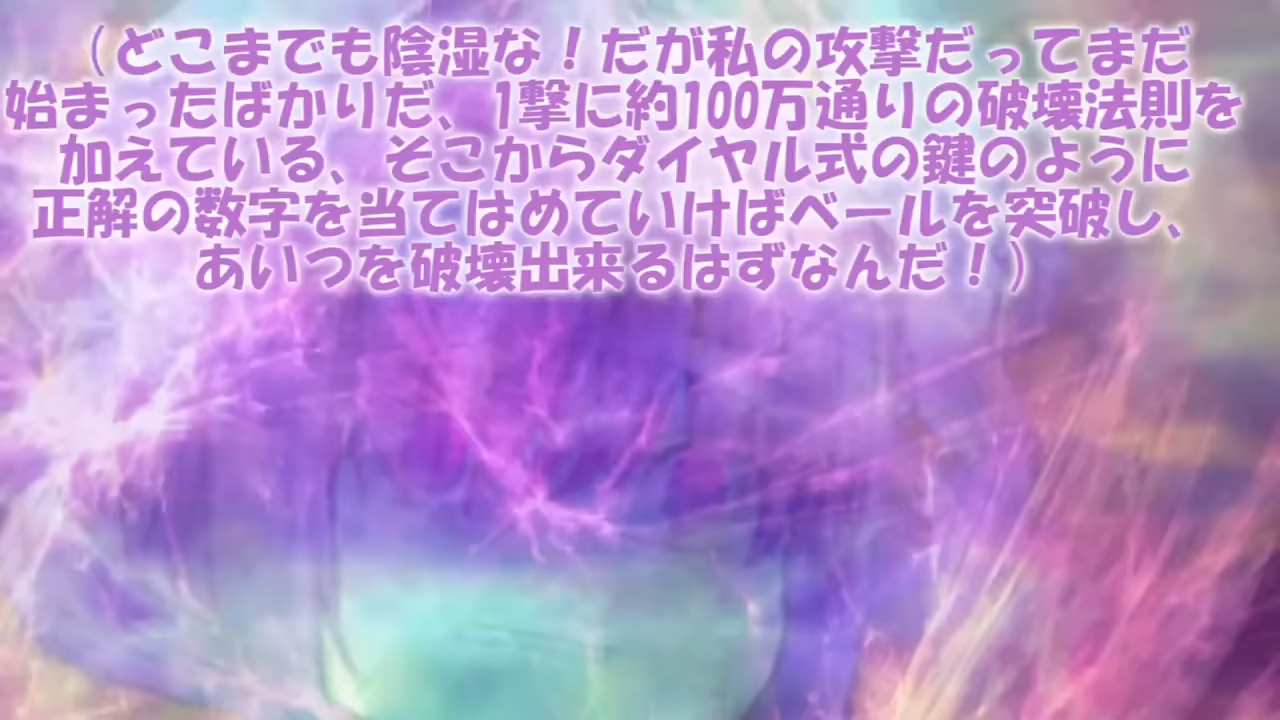 （どこまでも陰湿な！だが私の攻撃だってまだ
始まったばかりだ、1撃に約100万通りの破壊法則を
加えている、そこからダイヤル式の鍵のように
正解の数字を当てはめていけばベールを突破し、
あいつを破壊出来るはずなんだ！）